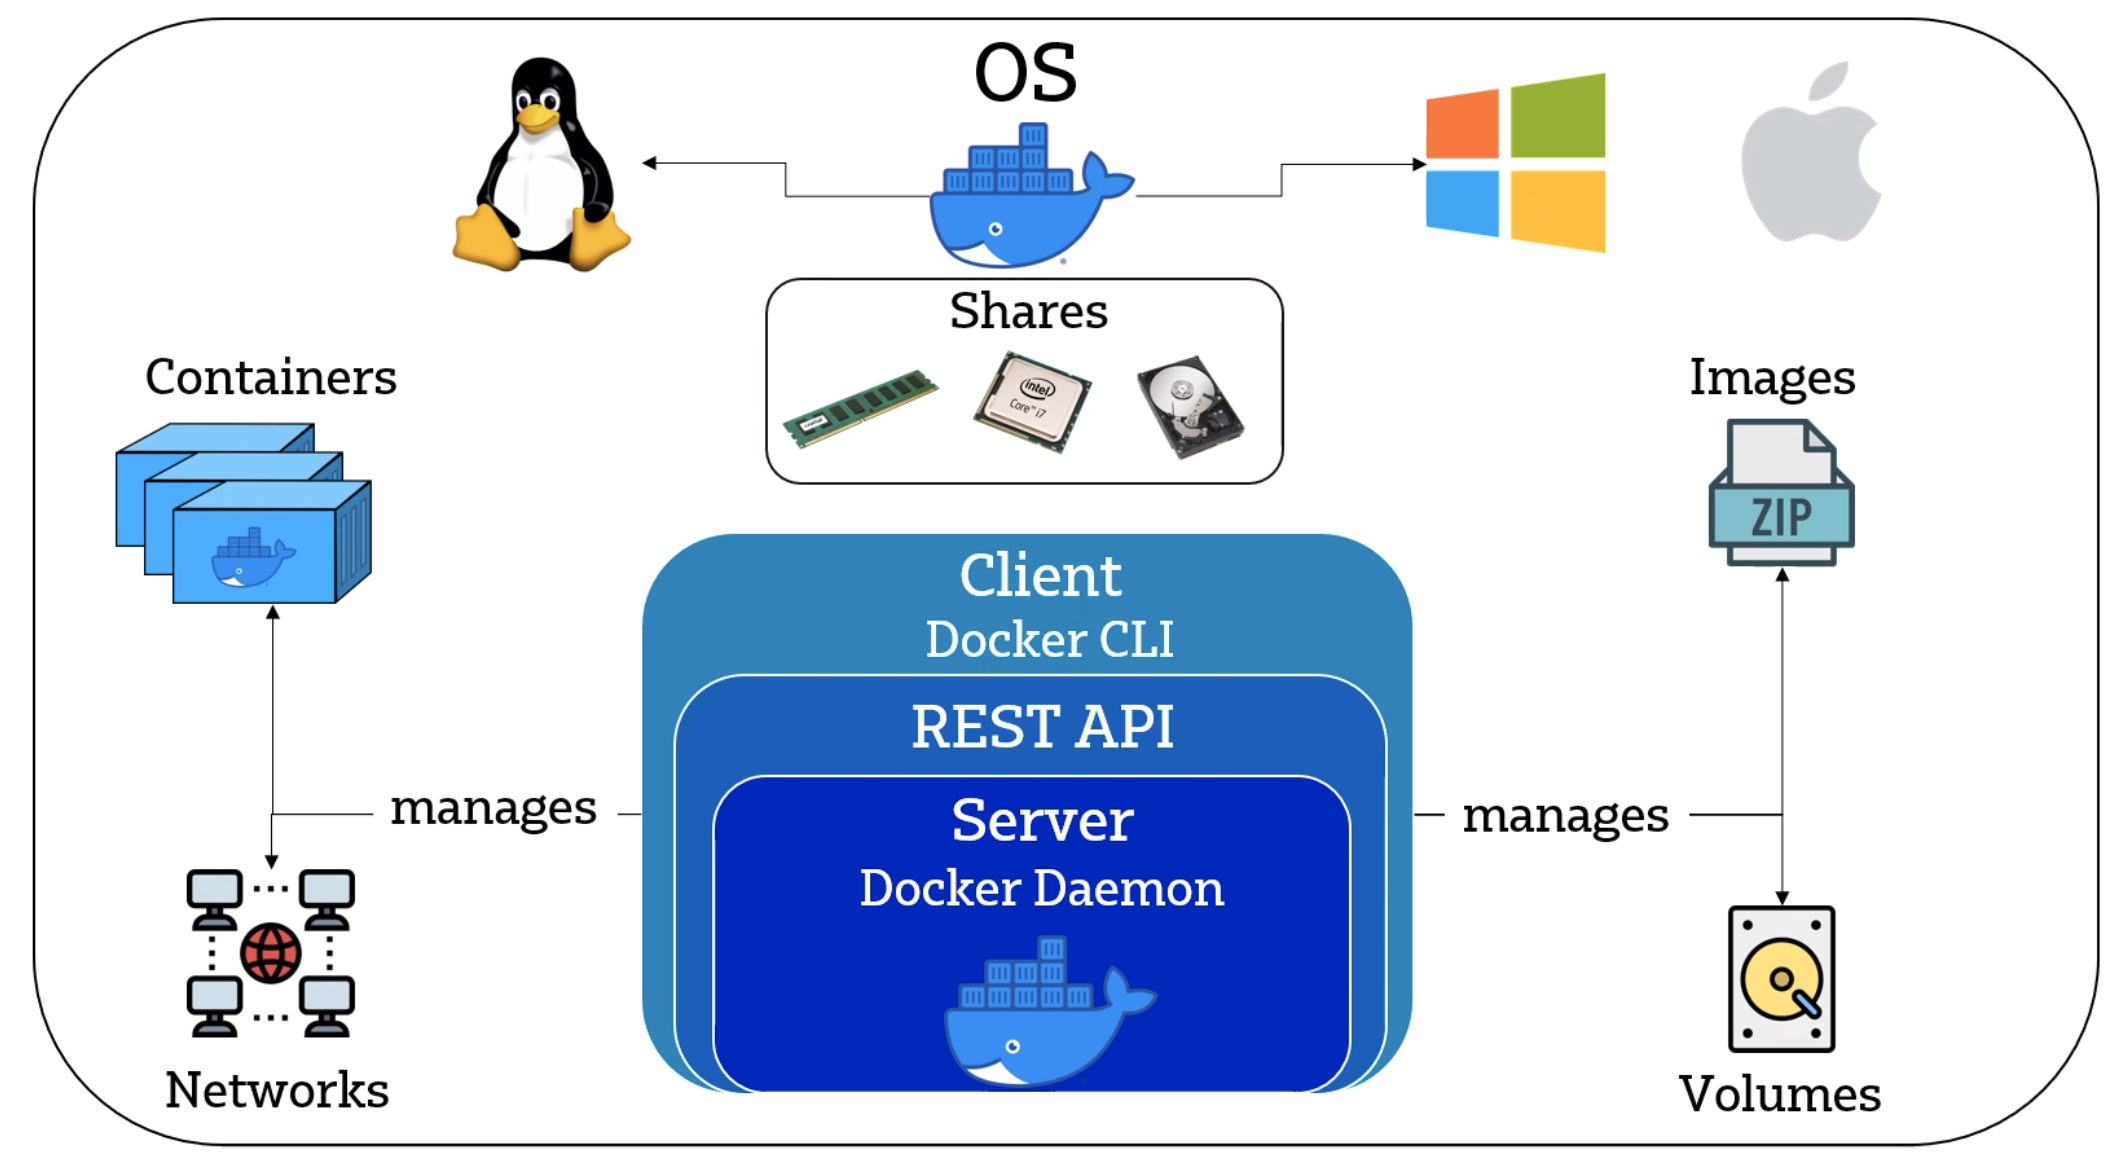 OS
Shares
intel
Core™ i7
Containers
Images
ZIP
Client
Docker CLI
REST API
manages
manages
Server
Docker Daemon
Networks
Volumes